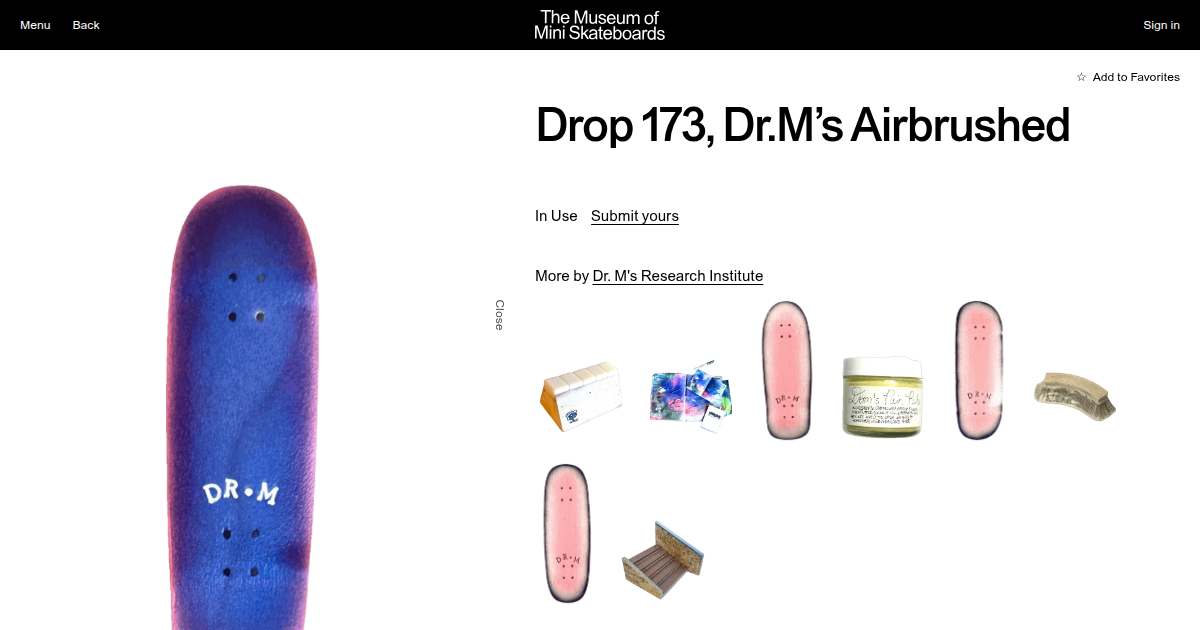 Menu
Back
The Museum of
Mini Skateboards
Sign in
☆ Add to Favorites
Drop 173, Dr.M’s Airbrushed
In Use Submit yours
More by Dr. M's Research Institute
Close
DR•M
DR•M
DR•M
DR•M